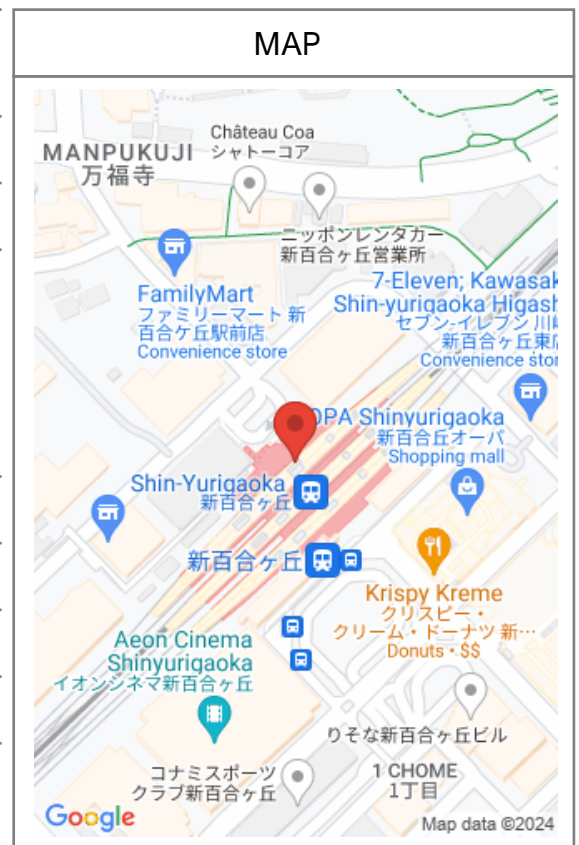 MAP
Château Coa
シャトーコア
MANPUKUJI
万福寺
ニッポンレンタカー
新百合ヶ丘営業所
FamilyMart
ファミリーマート 新
百合ケ丘駅前店
Convenience store
7-Eleven; Kawasak
Shin-yurigaoka Higash
セブン-イレブン 川崎
新百合ヶ丘東店
Convenience stor
OPA Shinyurigaoka
新百合丘オーパ
Shopping mall
Shin-Yurigaoka
新百合ヶ丘
新百合ヶ丘
Krispy Kreme
クリスピー・
クリーム・ドーナツ 新…
Donuts • $$
Aeon Cinema
Shinyurigaoka
イオンシネマ新百合ヶ丘
りそな新百合ヶ丘ビル
コナミスポーツ
クラブ新百合ヶ丘
1 CHOME
1丁目
Google
Map data ©2024